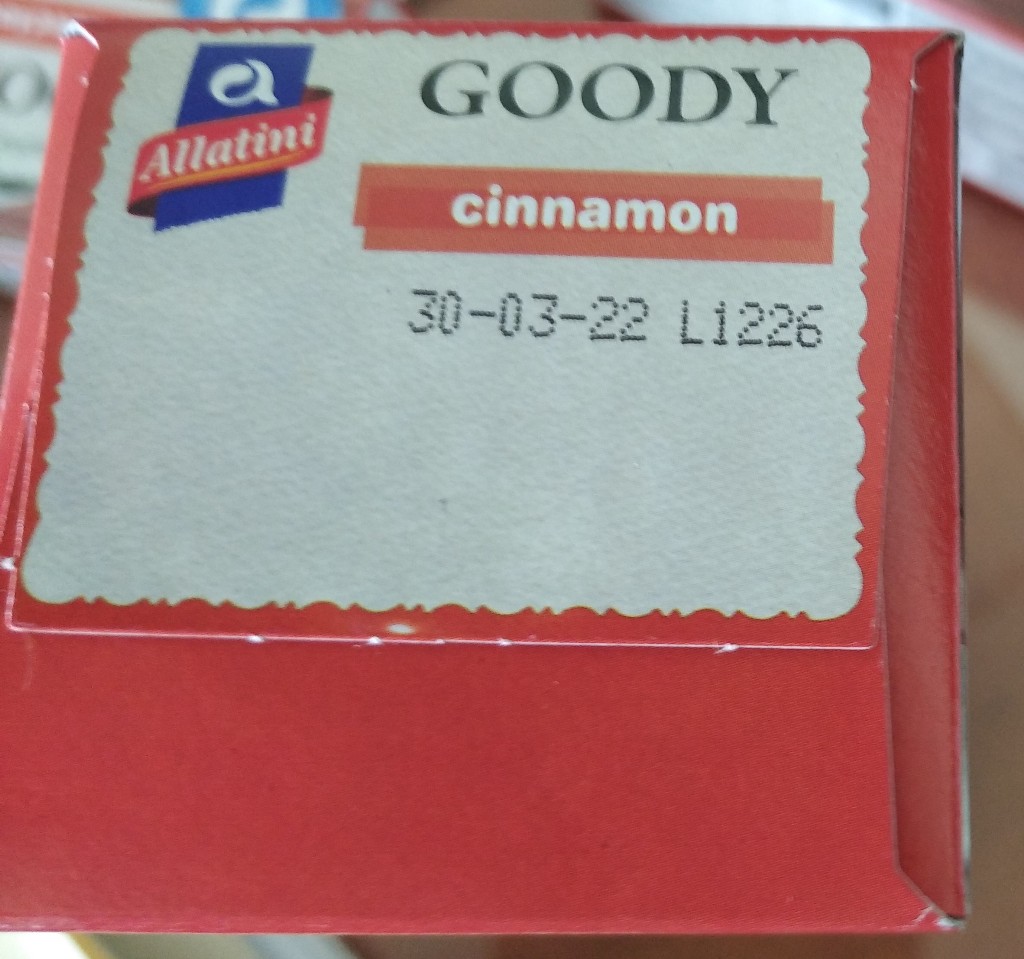 a
Allatini
GOODY
cinnamon
30-03-22 L1226